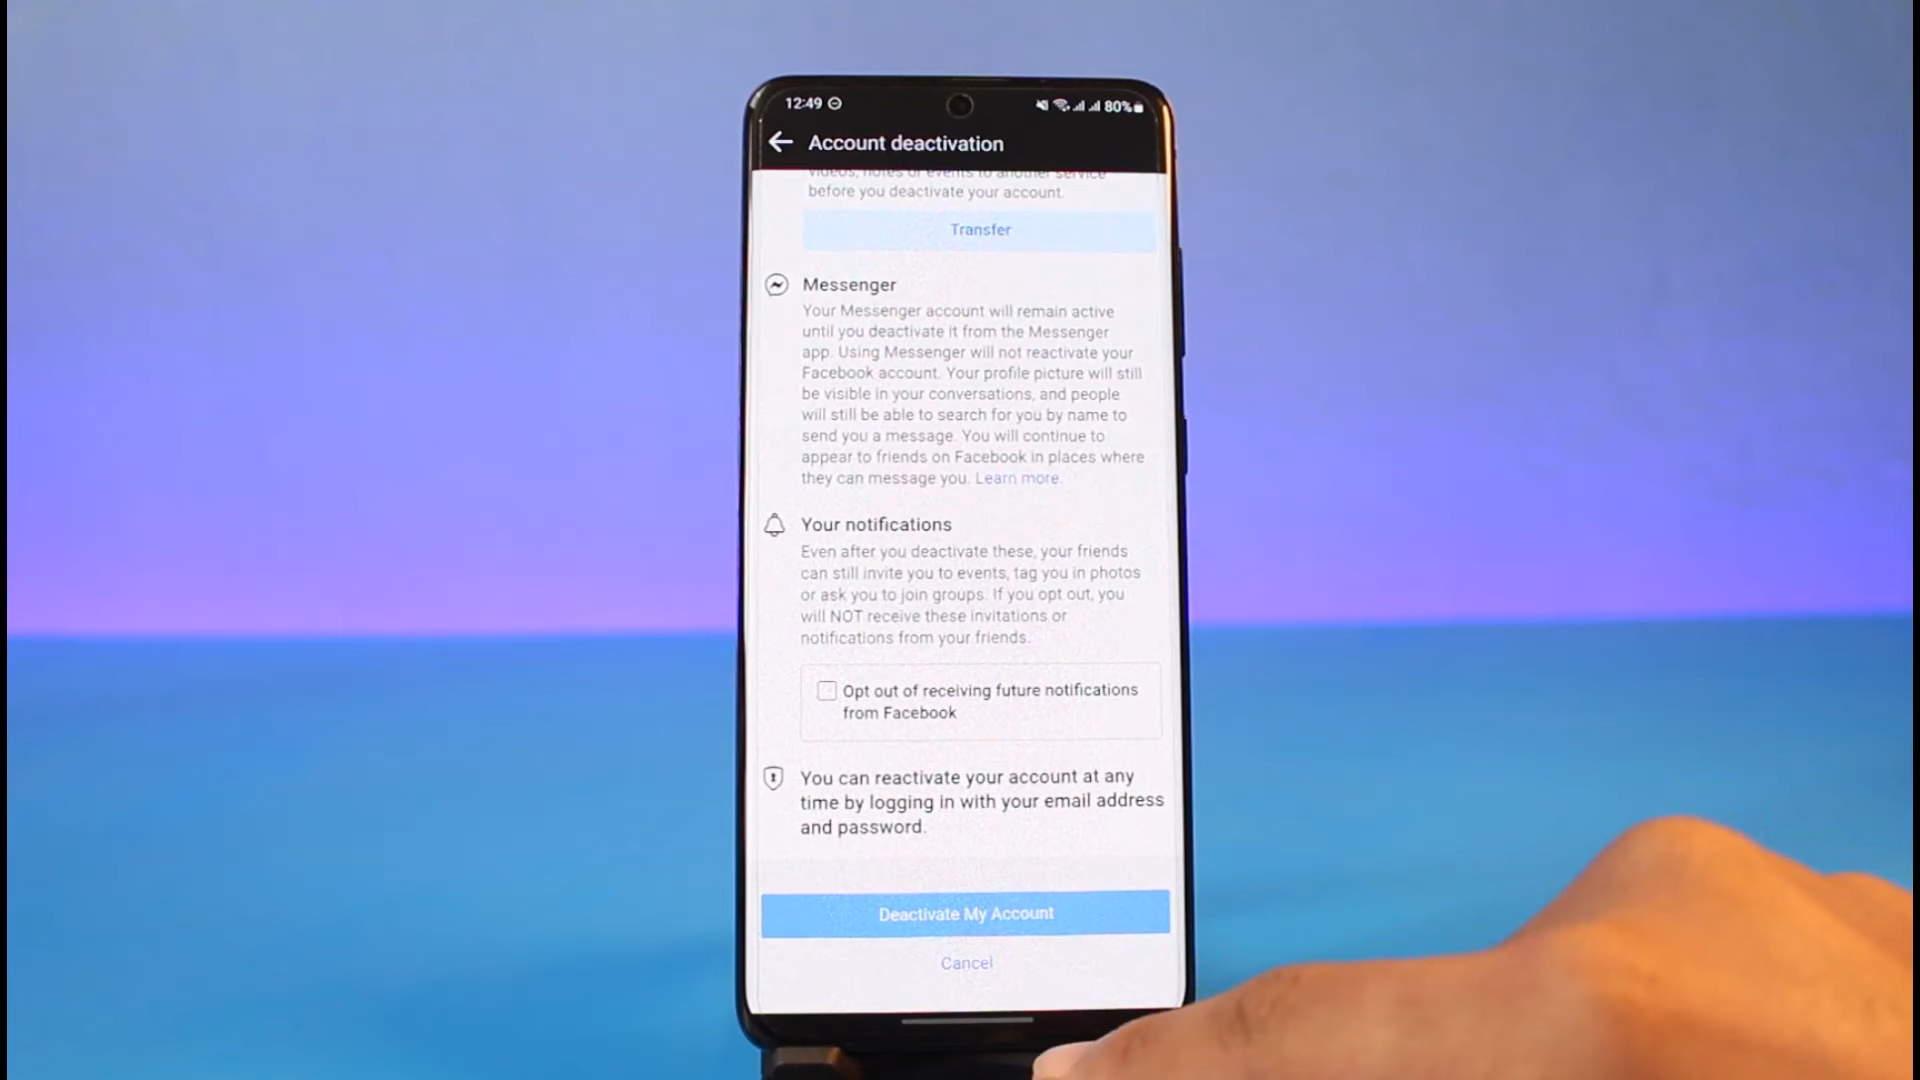 12:49
80%
Account deactivation
videos, notes or events to another service
before you deactivate your account.
Transfer
Messenger
Your Messenger account will remain active
until you deactivate it from the Messenger
app. Using Messenger will not reactivate your
Facebook account. Your profile picture will still
be visible in your conversations, and people
will still be able to search for you by name to
send you a message. You will continue to
appear to friends on Facebook in places where
they can message you. Learn more.
Your notifications
Even after you deactivate these, your friends
can still invite you to events, tag you in photos
or ask you to join groups. If you opt out, you
will NOT receive these invitations or
notifications from your friends.
Opt out of receiving future notifications
from Facebook
You can reactivate your account at any
time by logging in with your email address
and password.
Deactivate My Account
Cancel